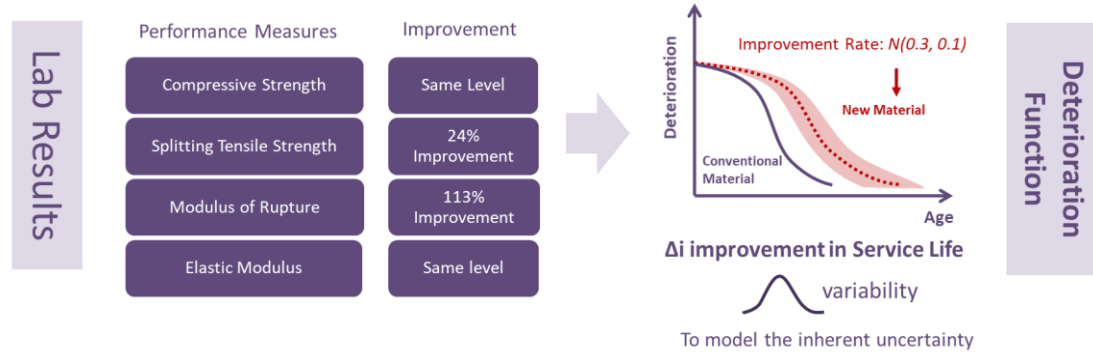 Lab Results
Performance Measures
Improvement
Compressive Strength
Same Level
Splitting Tensile Strength
24%
Improvement
Modulus of Rupture
113%
Improvement
Elastic Modulus
Same level
Deterioration
Improvement Rate: N(0.3, 0.1)
New Material
Conventional
Material
Age
Δi improvement in Service Life
variability
To model the inherent uncertainty
Deterioration
Function